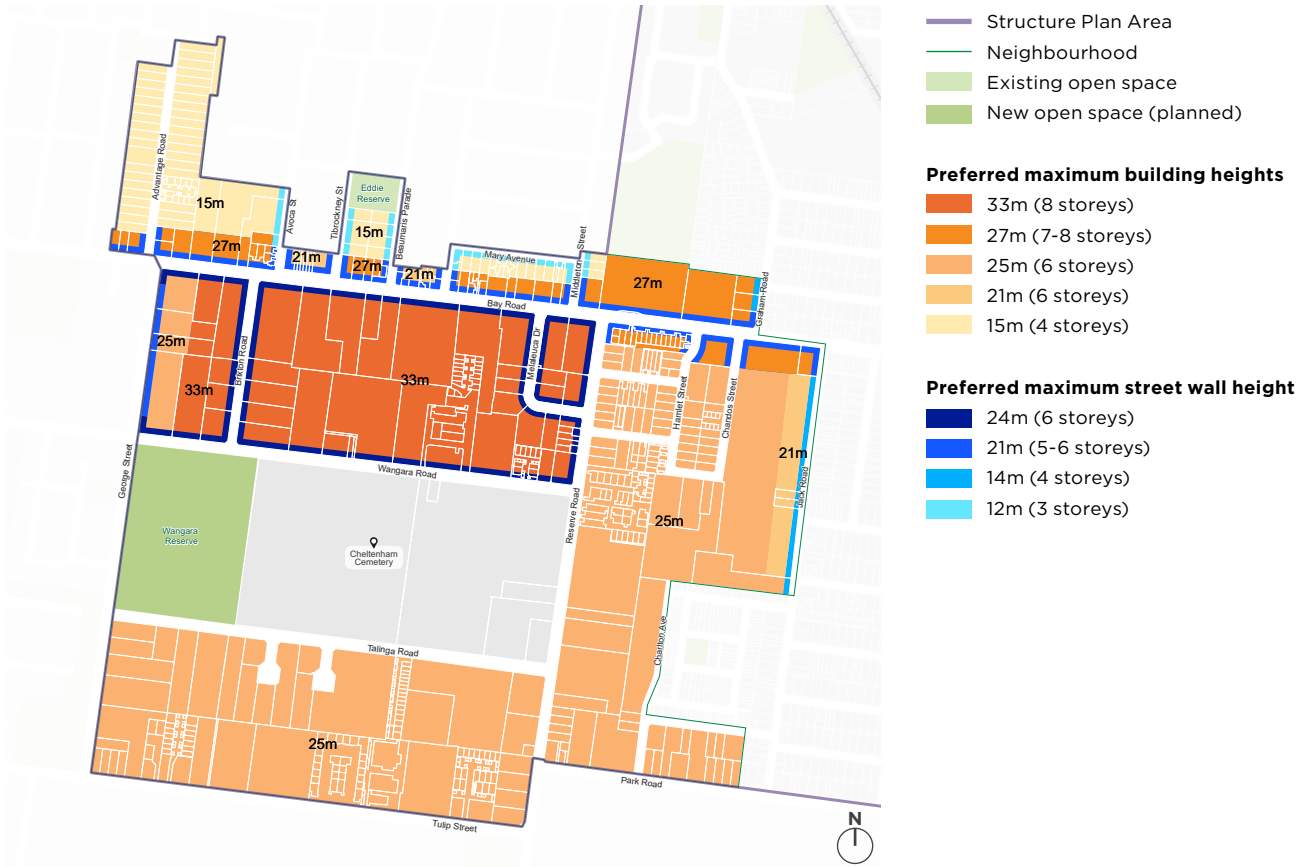 Structure Plan Area
Neighbourhood
Existing open space
New open space (planned)
Preferred maximum building heights
33m (8 storeys)
27m (7-8 storeys)
25m (6 storeys)
21m (6 storeys)
15m (4 storeys)
Preferred maximum street wall height
24m (6 storeys)
21m (5-6 storeys)
14m (4 storeys)
12m (3 storeys)
Advantage Road
15m
Avoca St
Tibrockney St
Eddie
Reserve
15m
Beaumaris Parade
27m
21m
27m
21m
Mary Avenue
Middleton Street
27m
Graham Road
Bay Road
25m
33m
Brixton Road
33m
Melaleuca Dr
Hamlet Street
Chandos Street
21m
Jack Road
George Street
Wangara Road
Reserve Road
25m
Wangara
Reserve
Cheltenham
Cemetery
Talinga Road
Charlton Ave
25m
Park Road
Tulip Street
N